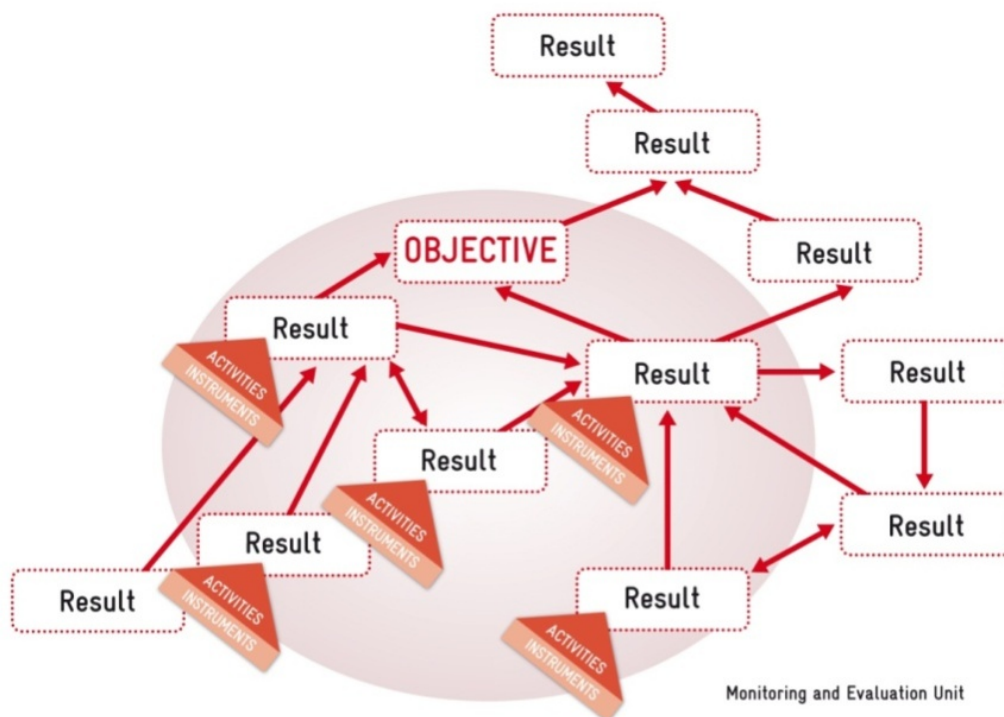 Result
Result
OBJECTIVE
Result
Result
ACTIVITIES
INSTRUMENTS
Result
ACTIVITIES
INSTRUMENTS
Result
Result
ACTIVITIES
INSTRUMENTS
Result
Result
ACTIVITIES
INSTRUMENTS
Result
Result
ACTIVITIES
INSTRUMENTS
Monitoring and Evaluation Unit